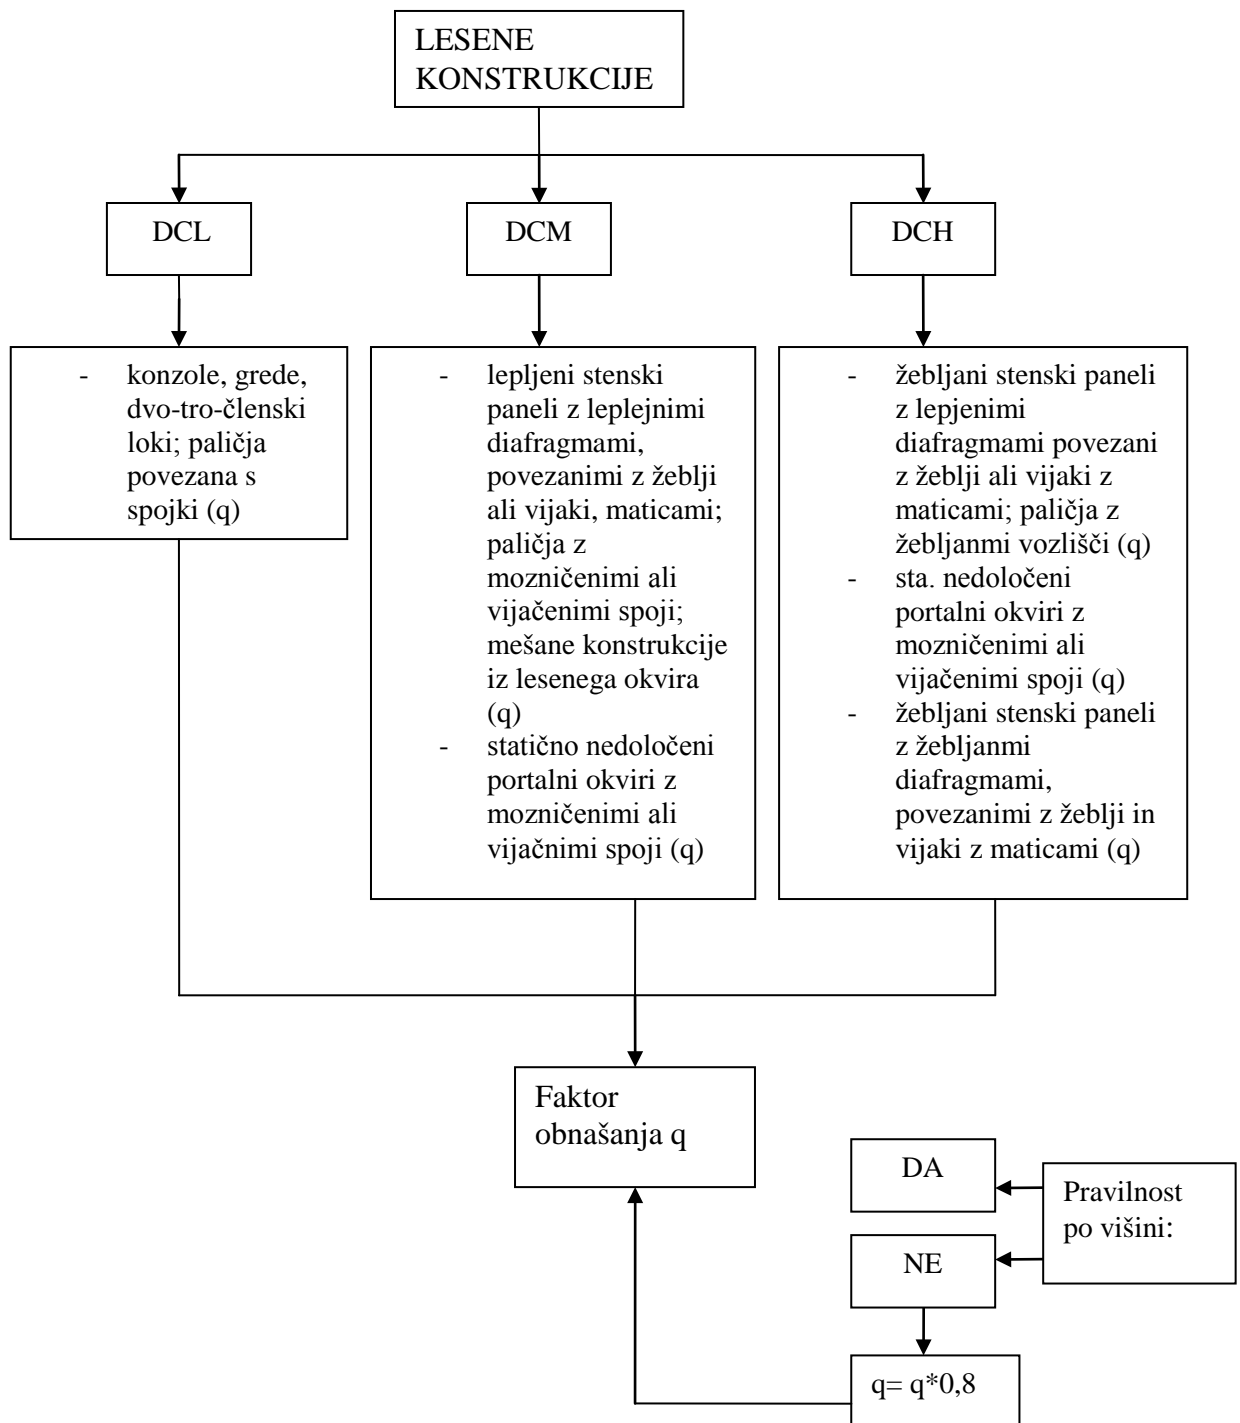 LESENE
KONSTRUKCIJE
DCL
DCM
DCH
- konzole, grede,
dvo-tro-členski
loki; paličja
povezana s
spojki (q)
- lepljeni stenski
paneli z leplejnimi
diafragmami,
povezanimi z žeblji
ali vijaki, maticami;
paličja z
mozničenimi ali
vijačenimi spoji;
mešane konstrukcije
iz lesenega okvira
(q)
- statično nedoločeni
portalni okviri z
mozničenimi ali
vijačnimi spoji (q)
- žebljani stenski paneli
z lepjenimi
diafragmami povezani
z žeblji ali vijaki z
maticami; paličja z
žebljanmi vozlišči (q)
- sta. nedoločeni
portalni okviri z
mozničenimi ali
vijačenimi spoji (q)
- žebljani stenski paneli
z žebljanmi
diafragmami,
povezanimi z žeblji in
vijaki z maticami (q)
Faktor
obnašanja q
DA
Pravilnost
po višini:
NE
q= q*0,8